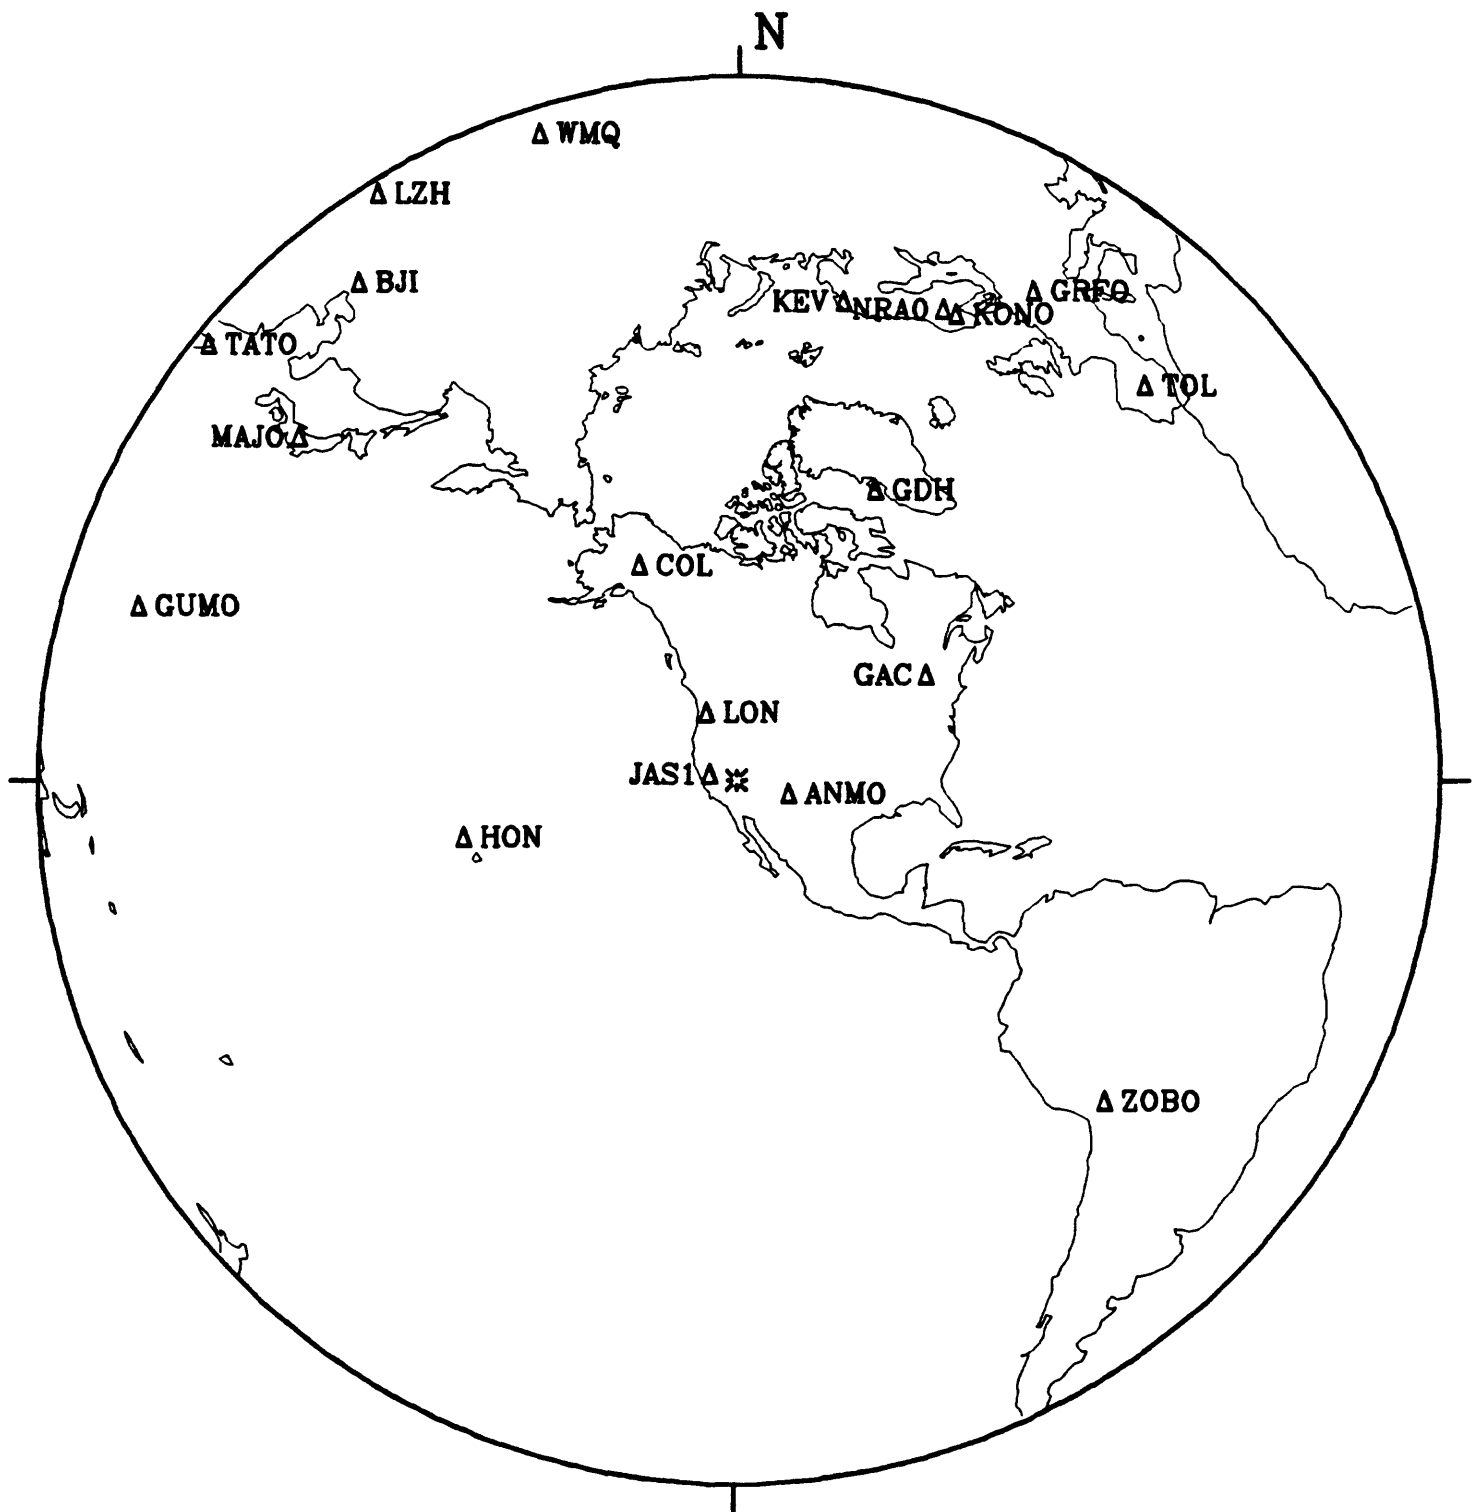 N
WMQ
LZH
BJI
KEV
NRAO
KONO
GRFO
TATO
TOL
MAJO
GDH
COL
GUMO
GAC
LON
JAS1
ANMO
HON
ZOBO